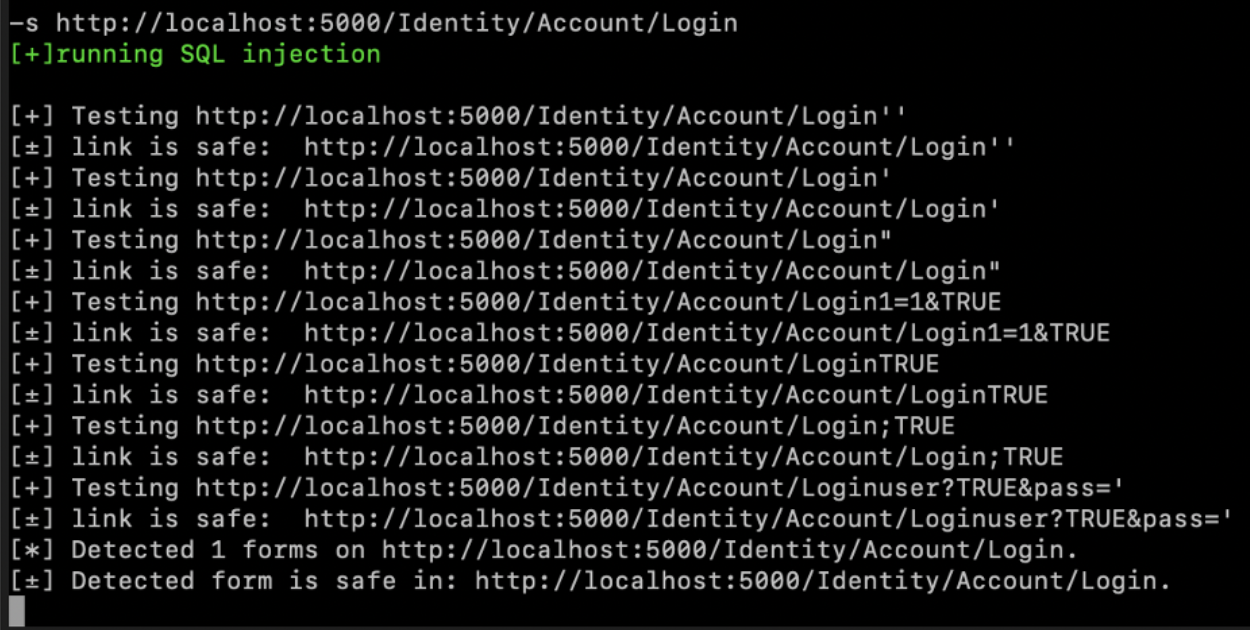 -s http://localhost:5000/Identity/Account/Login
[+]running SQL injection
[+] Testing http://localhost:5000/Identity/Account/Login''
[±] link is safe:  http://localhost:5000/Identity/Account/Login''
[+] Testing http://localhost:5000/Identity/Account/Login'
[±] link is safe:  http://localhost:5000/Identity/Account/Login'
[+] Testing http://localhost:5000/Identity/Account/Login"
[±] link is safe:  http://localhost:5000/Identity/Account/Login"
[+] Testing http://localhost:5000/Identity/Account/Login1=1&TRUE
[±] link is safe:  http://localhost:5000/Identity/Account/Login1=1&TRUE
[+] Testing http://localhost:5000/Identity/Account/LoginTRUE
[±] link is safe:  http://localhost:5000/Identity/Account/LoginTRUE
[+] Testing http://localhost:5000/Identity/Account/Login;TRUE
[±] link is safe:  http://localhost:5000/Identity/Account/Login;TRUE
[+] Testing http://localhost:5000/Identity/Account/Loginuser?TRUE&pass='
[±] link is safe:  http://localhost:5000/Identity/Account/Loginuser?TRUE&pass='
[*] Detected 1 forms on http://localhost:5000/Identity/Account/Login.
[±] Detected form is safe in: http://localhost:5000/Identity/Account/Login.